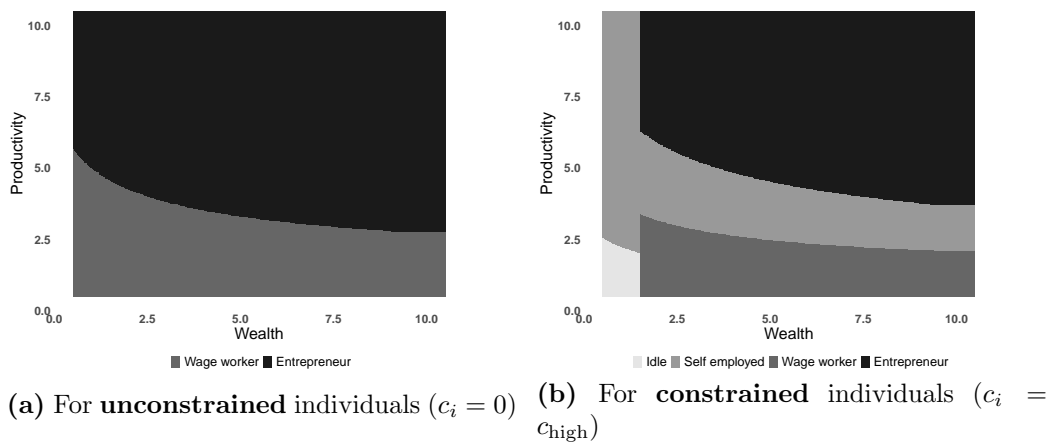 10.0
7.5
5.0
2.5
0.0
Productivity
0.0 2.5 5.0 7.5 10.0
Wealth
Wage worker Entrepreneur
(a) For unconstrained individuals (c_i = 0)
10.0
7.5
5.0
2.5
0.0
Productivity
0.0 2.5 5.0 7.5 10.0
Wealth
Idle Self employed Wage worker Entrepreneur
(b) For constrained individuals (c_i =
c_high)